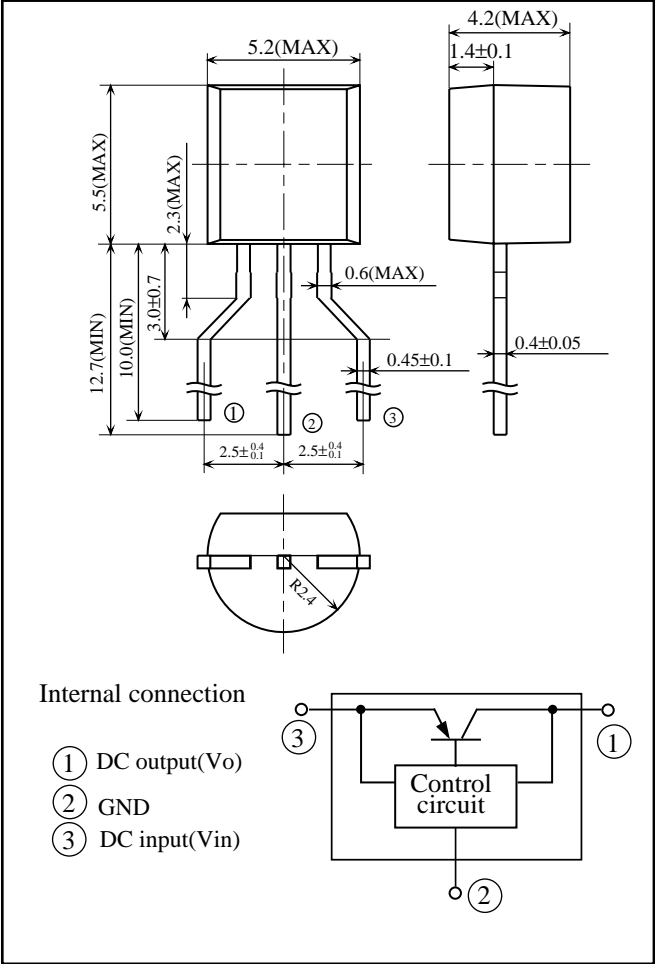 5.2(MAX)
4.2(MAX)
1.4±0.1
5.5(MAX)
2.3(MAX)
3.0±0.7
10.0(MIN)
12.7(MIN)
0.6(MAX)
0.45±0.1
0.4±0.05
① ② ③
2.5±0.4 0.1 2.5±0.4 0.1
R2.4
Internal connection
① DC output(Vo)
② GND
③ DC input(Vin)
③ ①
Control
circuit
②